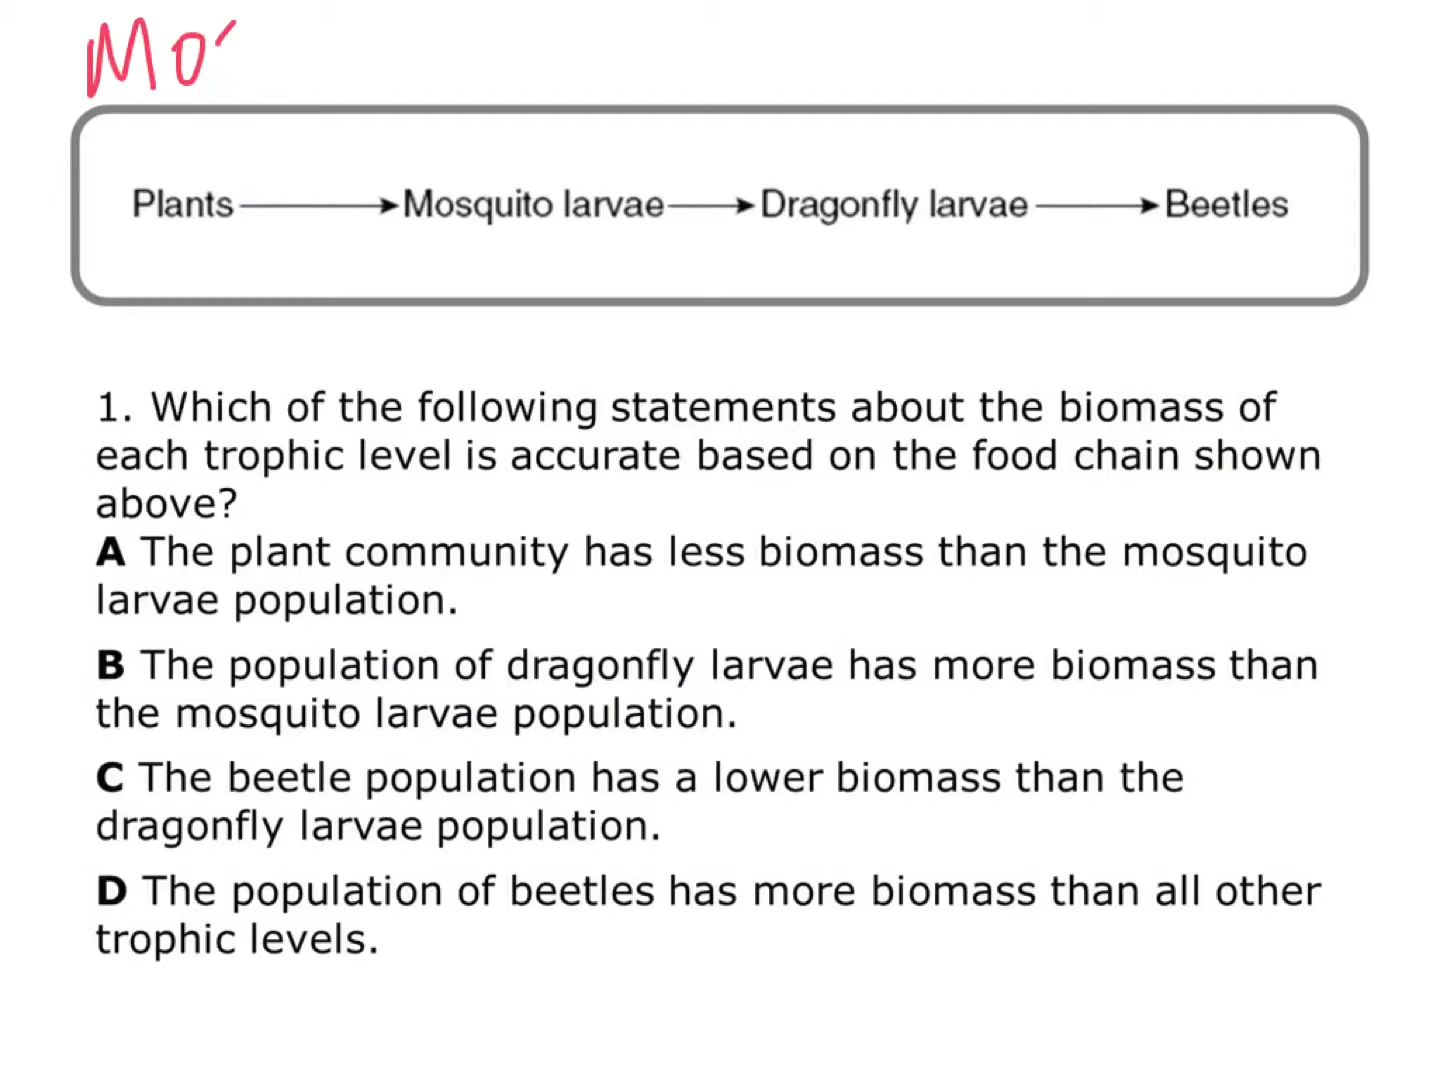 Mo
Plants Mosquito larvae Dragonfly larvae Beetles
1. Which of the following statements about the biomass of
each trophic level is accurate based on the food chain shown
above?
A The plant community has less biomass than the mosquito
larvae population.
B The population of dragonfly larvae has more biomass than
the mosquito larvae population.
C The beetle population has a lower biomass than the
dragonfly larvae population.
D The population of beetles has more biomass than all other
trophic levels.